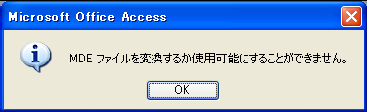 Microsoft Office Access
MDE ファイルを変換するか使用可能にすることができません。
OK